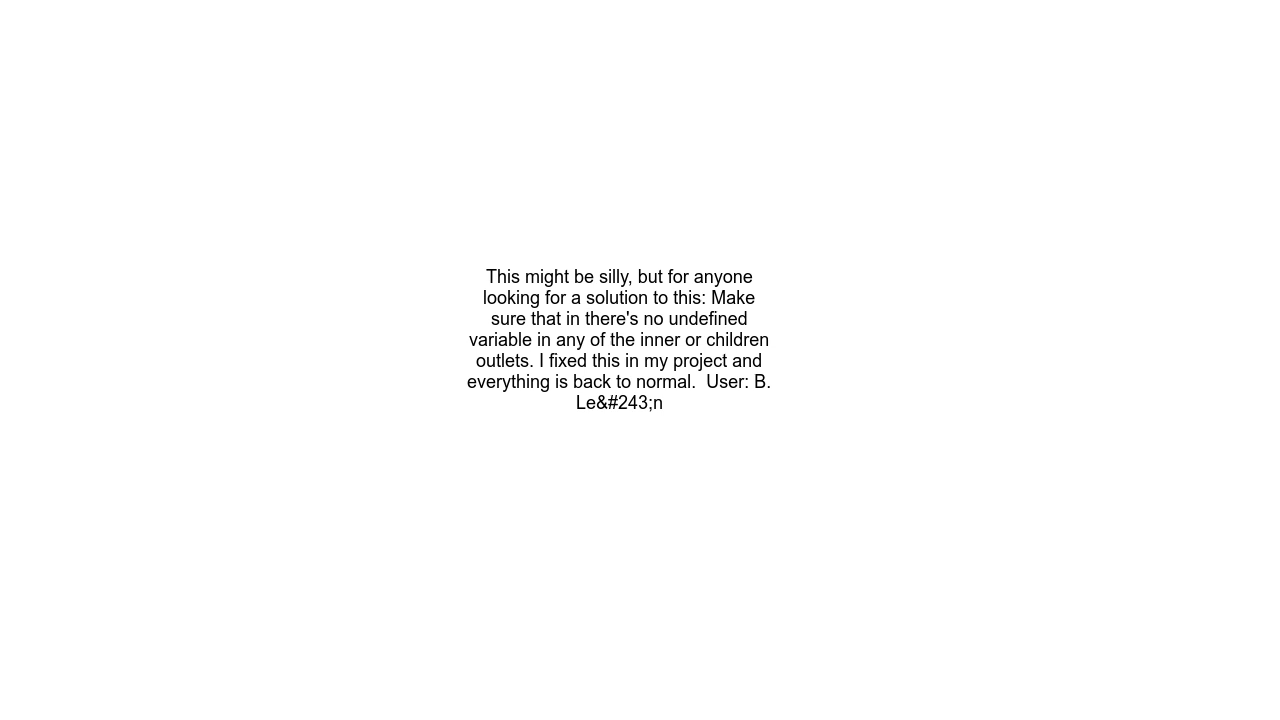 This might be silly, but for anyone
looking for a solution to this: Make
sure that in there's no undefined
variable in any of the inner or children
outlets. I fixed this in my project and
everything is back to normal.  User: B.
Le&#243;n